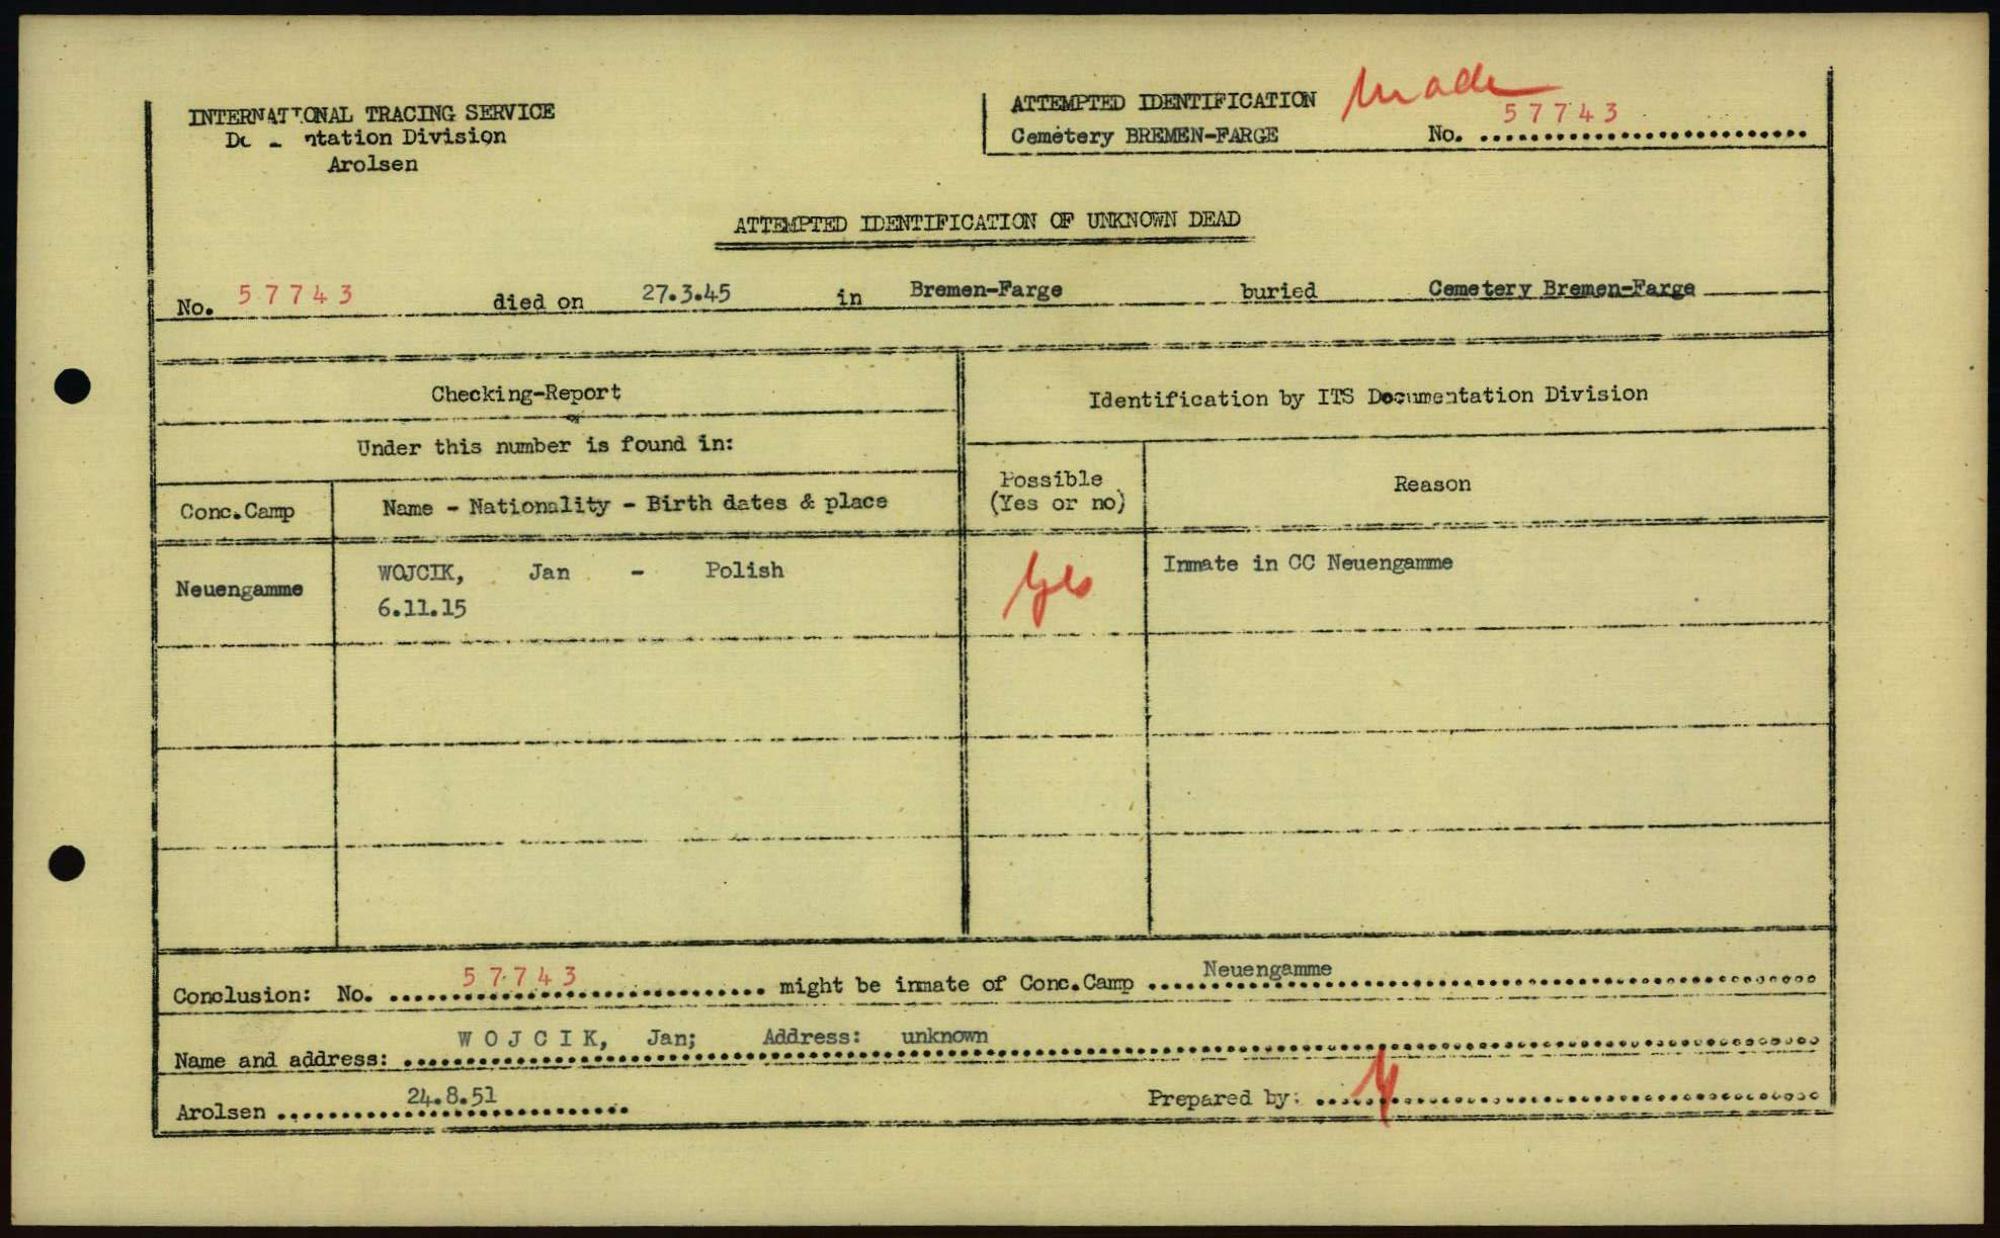 INTERNATIONAL TRACING SERVICE
Documentation Division
Arolsen
ATTEMPTED IDENTIFICATION made
Cemetery BREMEN-FARGE No. 57743
ATTEMPTED IDENTIFICATION OF UNKNOWN DEAD
No. 57743 died on 27.3.45 in Bremen-Farge buried Cemetery Bremen-Farge
Checking-Report
Identification by ITS Documentation Division
Under this number is found in:
Conc.Camp
Name - Nationality - Birth dates & place
Possible
(Yes or no)
Reason
Neuengamme
WOJCIK, Jan - Polish
6.11.15
Yes
Inmate in CC Neuengamme
Conclusion: No. 57743 might be inmate of Conc.Camp Neuengamme
Name and address: WOJCIK, Jan; Address: unknown
Arolsen 24.8.51
Prepared by: